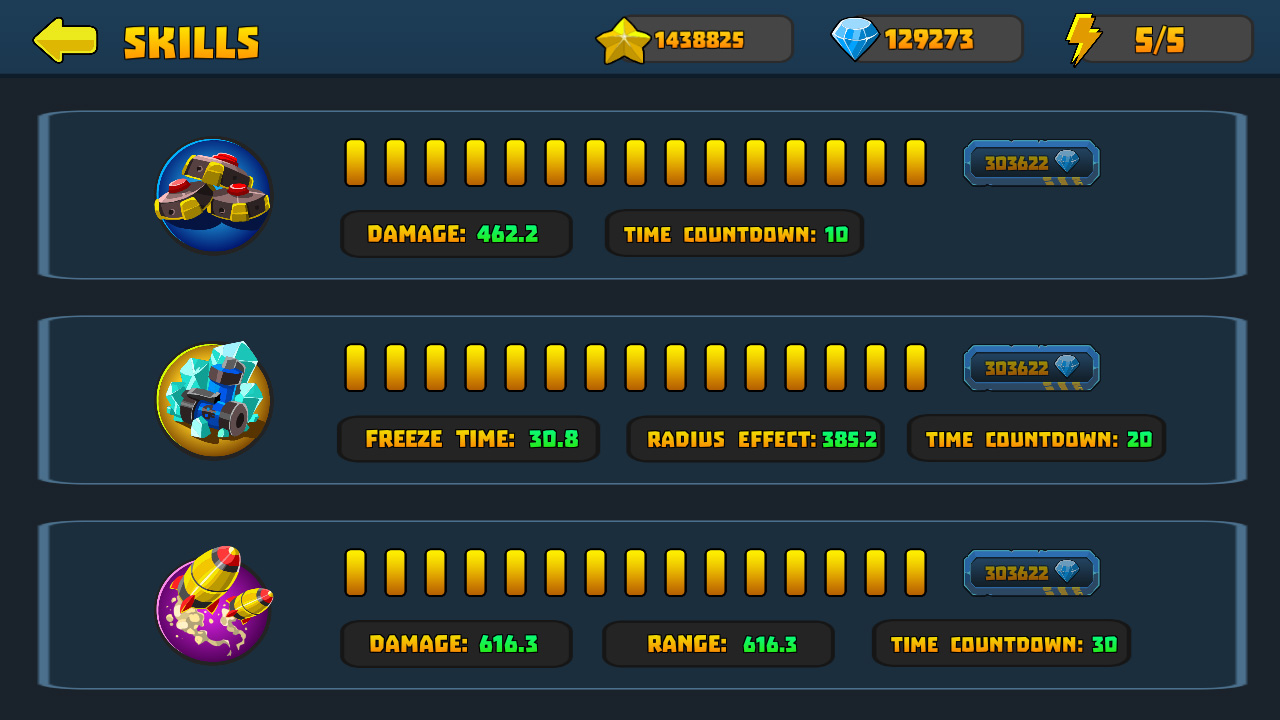 SKILLS
1438825
129273
5/5
303622
DAMAGE: 462.2
TIME COUNTDOWN: 10
303622
FREEZE TIME: 30.8
RADIUS EFFECT: 385.2
TIME COUNTDOWN: 20
303622
DAMAGE: 616.3
RANGE: 616.3
TIME COUNTDOWN: 30